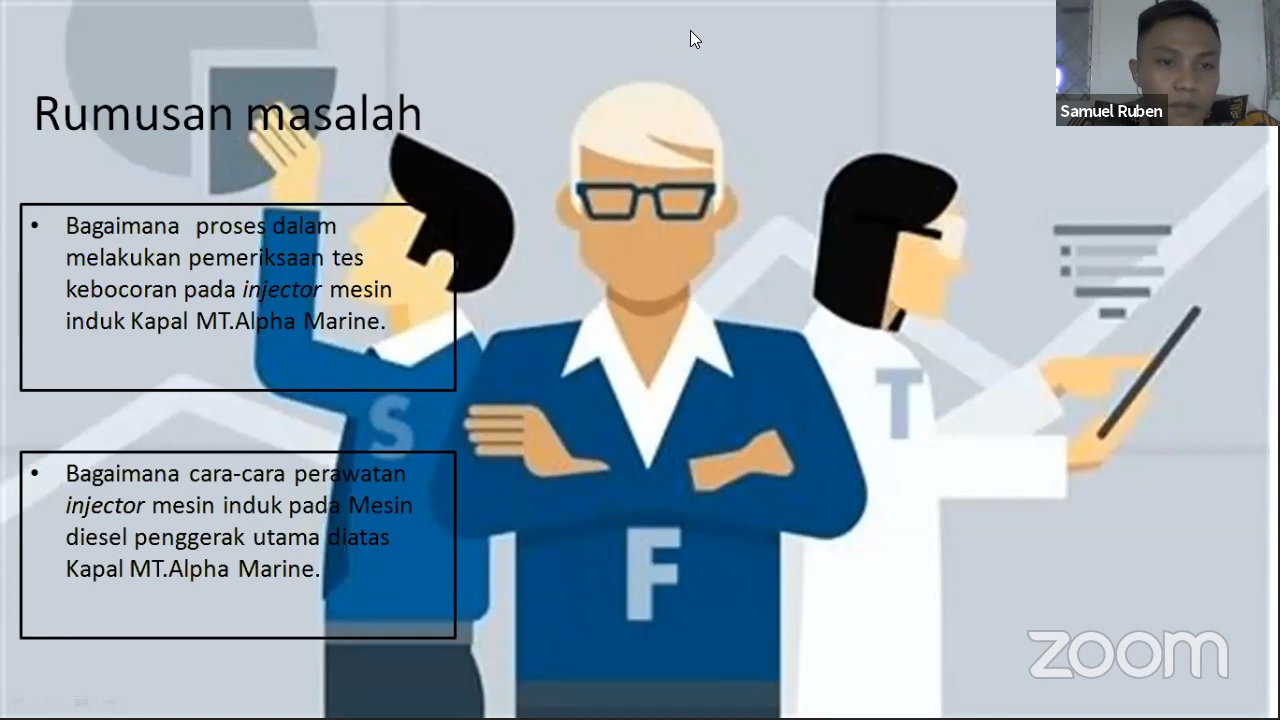 Rumusan masalah
Samuel Ruben
• Bagaimana proses dalam
melakukan pemeriksaan tes
kebocoran pada injector mesin
induk Kapal MT.Alpha Marine.
• Bagaimana cara-cara perawatan
injector mesin induk pada Mesin
diesel penggerak utama diatas
Kapal MT.Alpha Marine.
S
F
T
zoom